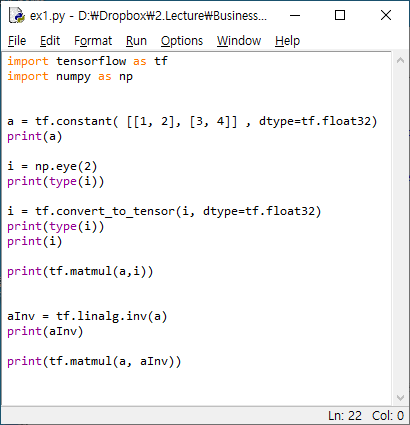 ex1.py - D:₩Dropbox₩2.Lecture₩Business...
File Edit Format Run Options Window Help
import tensorflow as tf
import numpy as np
a = tf.constant( [[1, 2], [3, 4]] , dtype=tf.float32)
print(a)
i = np.eye(2)
print(type(i))
i = tf.convert_to_tensor(i, dtype=tf.float32)
print(type(i))
print(i)
print(tf.matmul(a,i))
aInv = tf.linalg.inv(a)
print(aInv)
print(tf.matmul(a, aInv))
Ln: 22 Col: 0